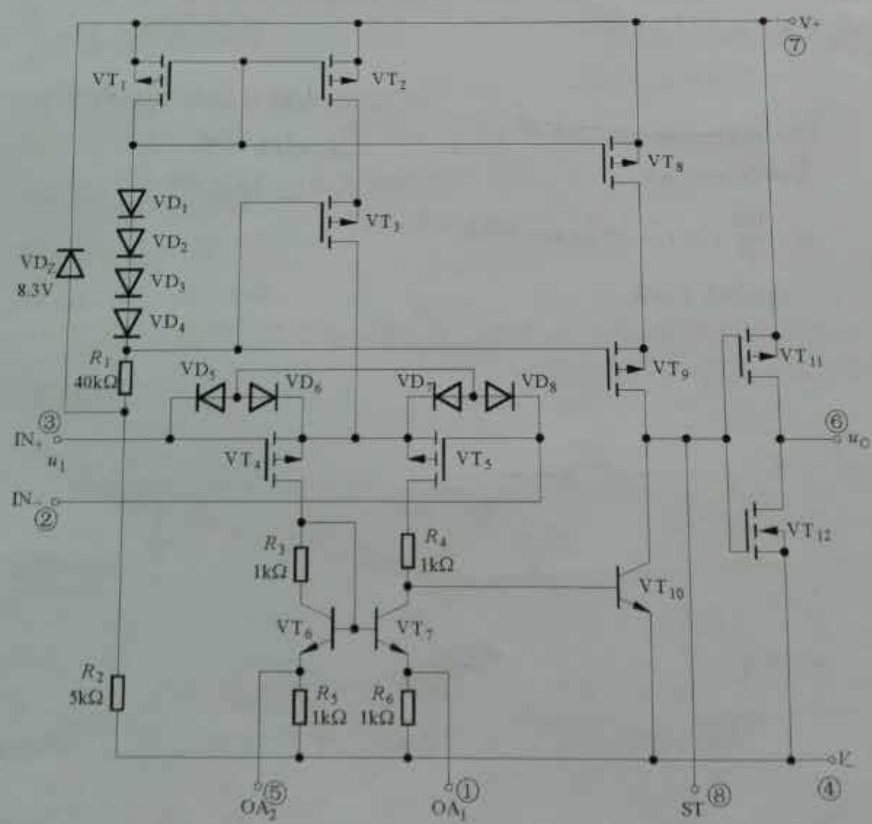 V+
⑦
VT1
VT2
VT8
VD1
VD2
VD3
VD4
VT3
VDZ
8.3V
R1
40kΩ
VD5
VD6
VD7
VD8
VT9
VT11
③
IN+
uI
VT4
VT5
⑥
uO
IN−
②
VT12
R3
1kΩ
R4
1kΩ
VT10
VT6
VT7
R2
5kΩ
R5
1kΩ
R6
1kΩ
V−
④
⑤
OA2
①
OA1
ST ⑧